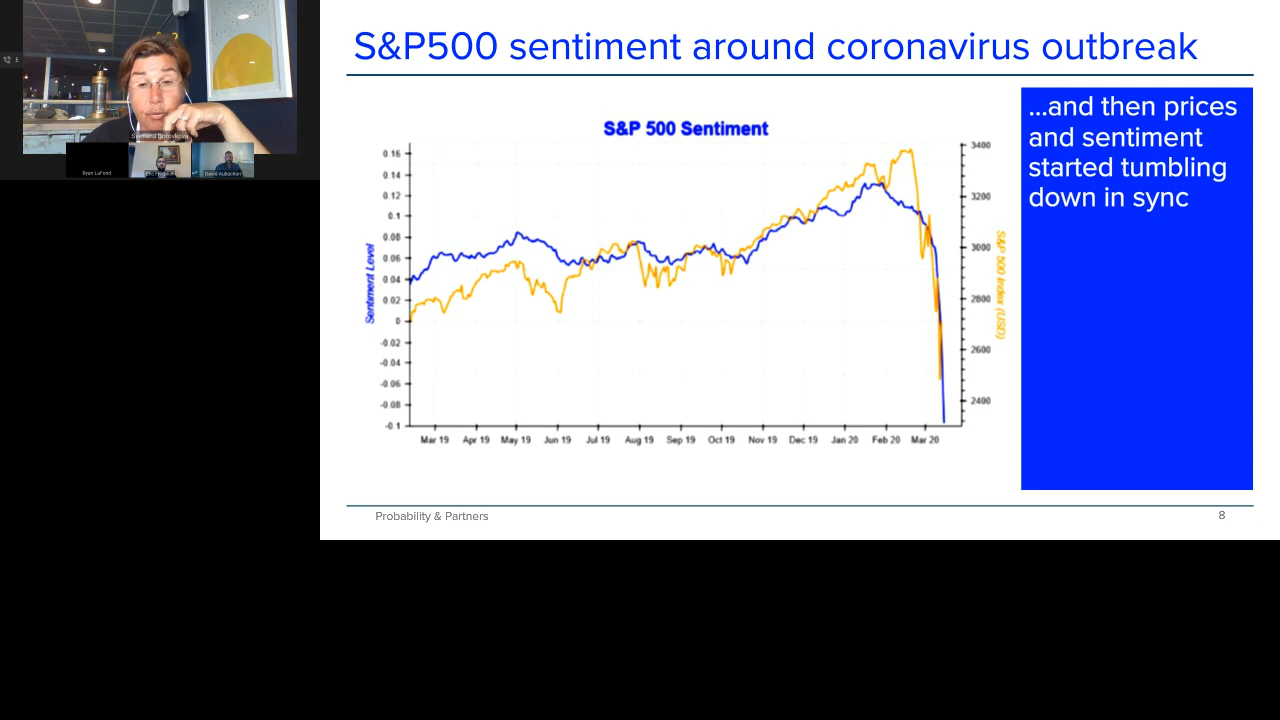 S&P500 sentiment around coronavirus outbreak
5
Svetlana Borovkova
Ryan LaFond
David Aubuchon
...and then prices
and sentiment
started tumbling
down in sync
S&P 500 Sentiment
Sentiment Level
0.16
0.14
0.12
0.1
0.08
0.06
0.04
0.02
0
-0.02
-0.04
-0.06
-0.08
-0.1
3400
3200
3000
2800
2600
2400
S&P 500 Index (USD)
Mar 19 Apr 19 May 19 Jun 19 Jul 19 Aug 19 Sep 19 Oct 19 Nov 19 Dec 19 Jan 20 Feb 20 Mar 20
Probability & Partners
8